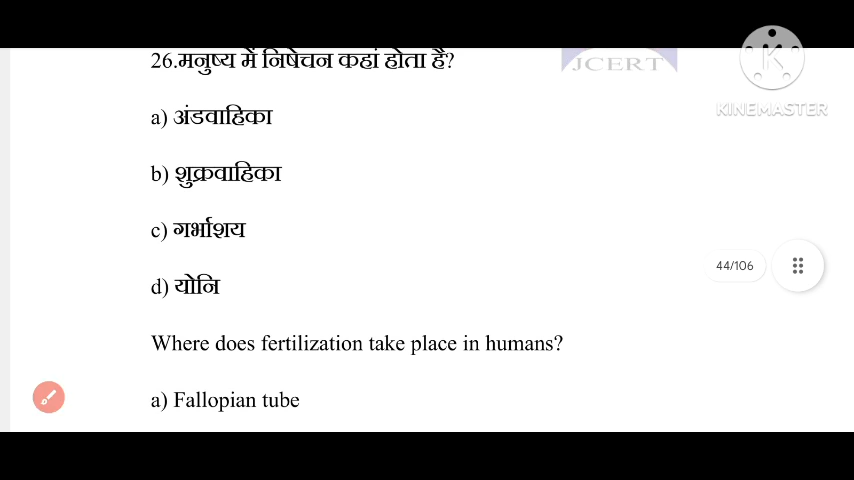 26.मनुष्य में निषेचन कहां होता है?
JCERT
KINEMASTER
a) अंडवाहिका
b) शुक्रवाहिका
c) गर्भाशय
44/106
d) योनि
Where does fertilization take place in humans?
a) Fallopian tube